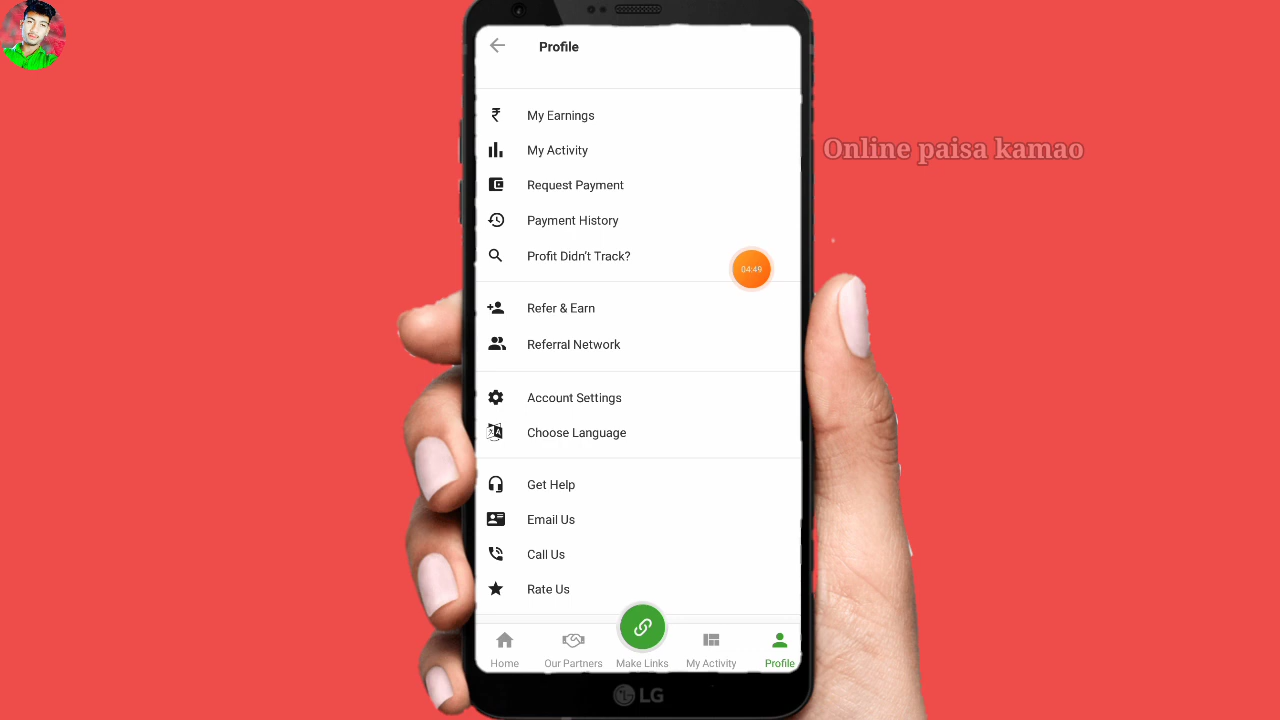 Profile
My Earnings
My Activity
Request Payment
Payment History
Profit Didn't Track?
04:49
Refer & Earn
Referral Network
Account Settings
Choose Language
Get Help
Email Us
Call Us
Rate Us
Home
Our Partners
Make Links
My Activity
Profile
LG
Online paisa kamao